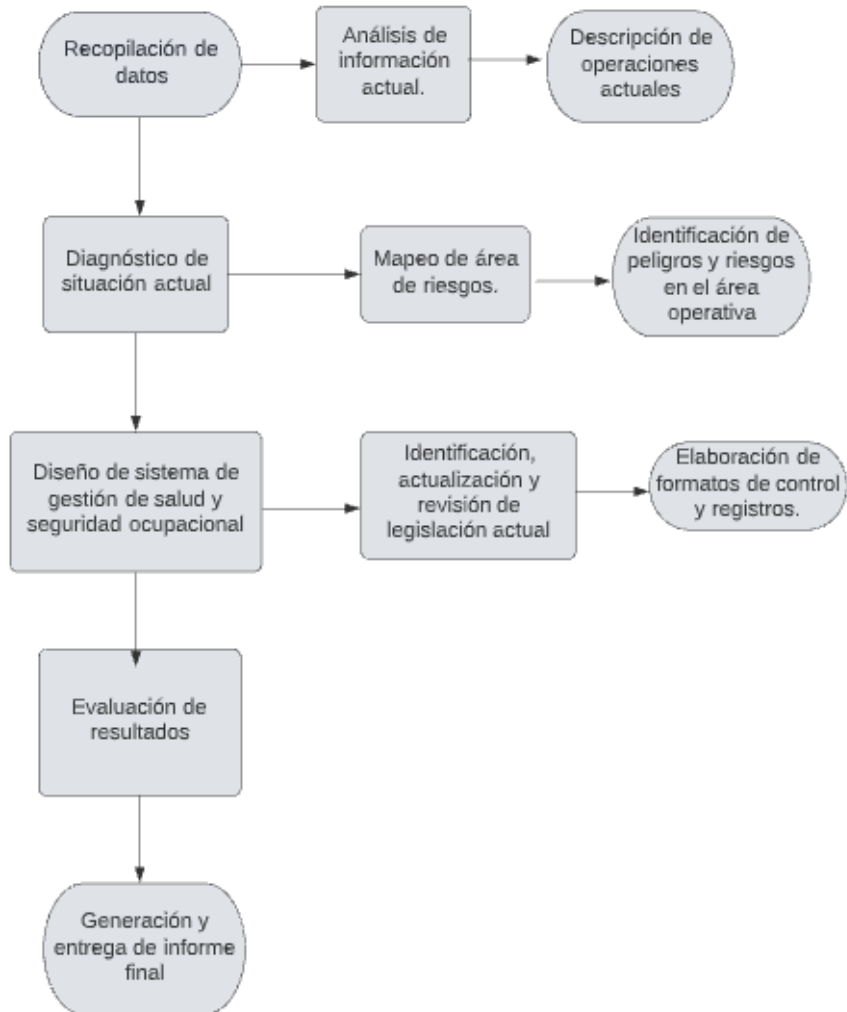 Recopilación de
datos
Análisis de
información
actual.
Descripción de
operaciones
actuales
Diagnóstico de
situación actual
Mapeo de área
de riesgos.
Identificación de
peligros y riesgos
en el área
operativa
Diseño de sistema de
gestión de salud y
seguridad ocupacional
Identificación,
actualización y
revisión de
legislación actual
Elaboración de
formatos de control
y registros.
Evaluación de
resultados
Generación y
entrega de informe
final